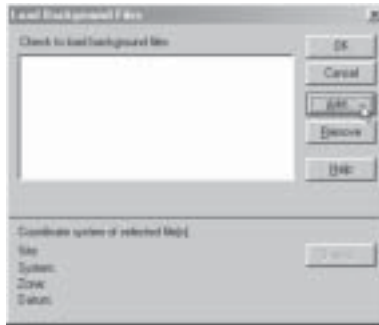 Load Background Files
Check to load background files
OK
Cancel
Add...
Remove
Help
Coordinate system of selected file(s)
Site:
System:
Zone:
Datum: